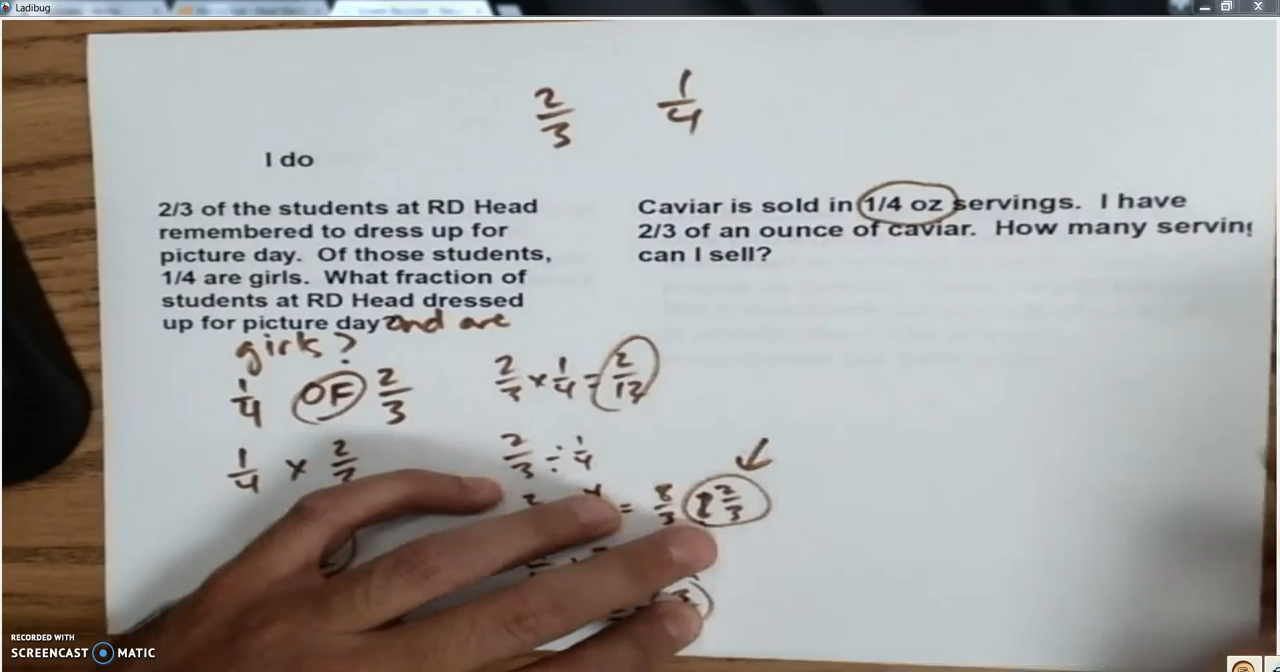 Ladibug
2/3 1/4
I do
2/3 of the students at RD Head
remembered to dress up for
picture day. Of those students,
1/4 are girls. What fraction of
students at RD Head dressed
up for picture day? and are
girls?
1/4 OF 2/3
1/4 ×
Caviar is sold in 1/4 oz servings. I have
2/3 of an ounce of caviar. How many serving
can I sell?
2/3 × 1/4 = 2/12
2/3 ÷ 1/4
= 8/3 2 2/3
RECORDED WITH
SCREENCAST MATIC